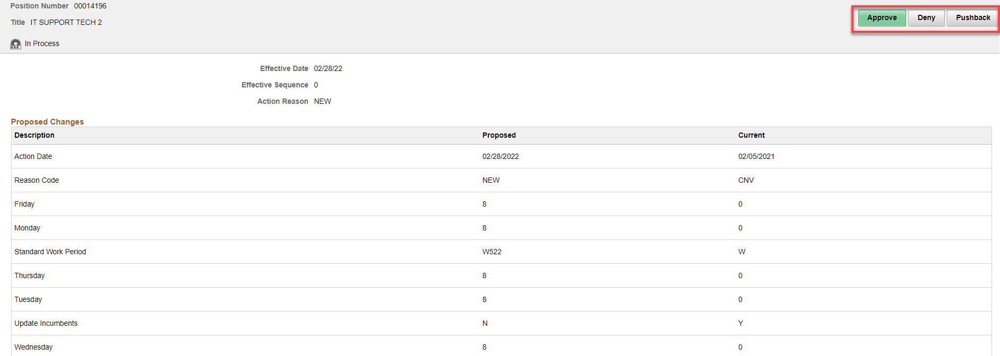 Position Number 00014196
Title IT SUPPORT TECH 2
Approve Deny Pushback
In Process
Effective Date 02/28/22
Effective Sequence 0
Action Reason NEW
Proposed Changes
Description Proposed Current
Action Date 02/28/2022 02/05/2021
Reason Code NEW CNV
Friday 8 0
Monday 8 0
Standard Work Period W522 W
Thursday 8 0
Tuesday 8 0
Update Incumbents N Y
Wednesday 8 0